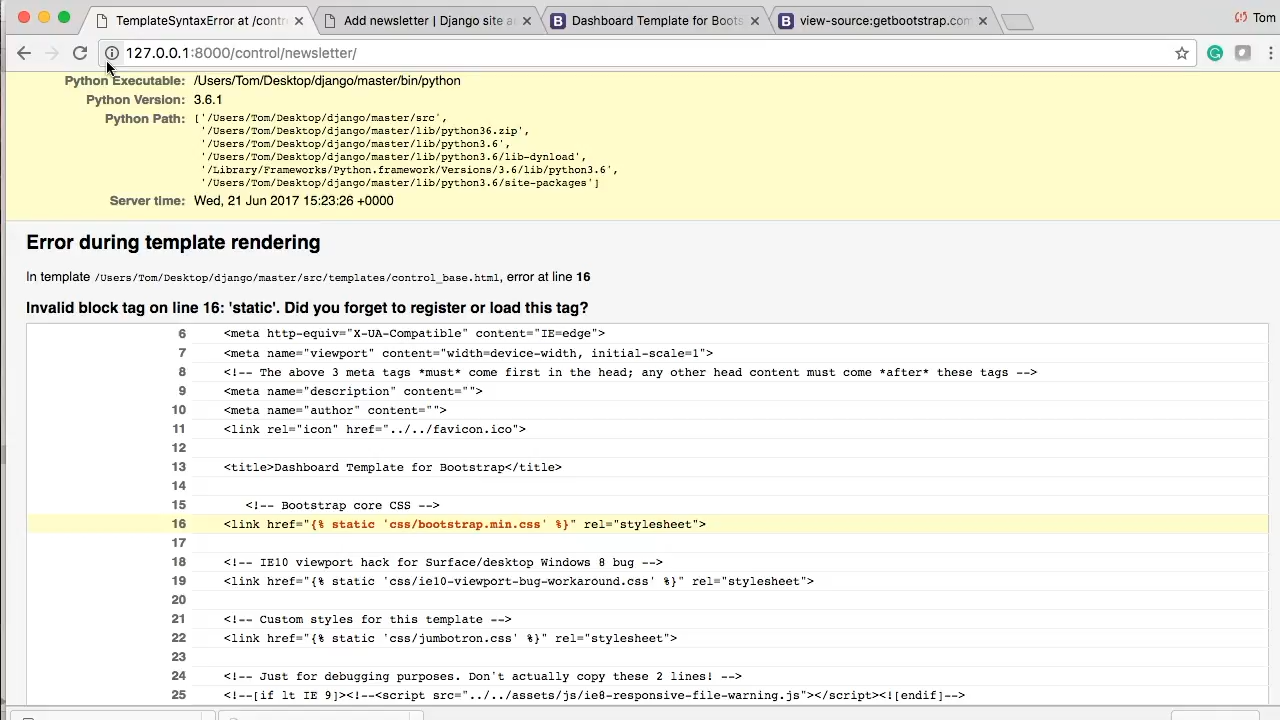 TemplateSyntaxError at /contr
Add newsletter | Django site a
Dashboard Template for Boots
view-source:getbootstrap.com
Tom
127.0.0.1:8000/control/newsletter/
Python Executable: /Users/Tom/Desktop/django/master/bin/python
Python Version: 3.6.1
Python Path: ['/Users/Tom/Desktop/django/master/src',
'/Users/Tom/Desktop/django/master/lib/python36.zip',
'/Users/Tom/Desktop/django/master/lib/python3.6',
'/Users/Tom/Desktop/django/master/lib/python3.6/lib-dynload',
'/Library/Frameworks/Python.framework/Versions/3.6/lib/python3.6',
'/Users/Tom/Desktop/django/master/lib/python3.6/site-packages']
Server time: Wed, 21 Jun 2017 15:23:26 +0000
Error during template rendering
In template /Users/Tom/Desktop/django/master/src/templates/control_base.html, error at line 16
Invalid block tag on line 16: 'static'. Did you forget to register or load this tag?
6 <meta http-equiv="X-UA-Compatible" content="IE=edge">
7 <meta name="viewport" content="width=device-width, initial-scale=1">
8 <!-- The above 3 meta tags *must* come first in the head; any other head content must come *after* these tags -->
9 <meta name="description" content="">
10 <meta name="author" content="">
11 <link rel="icon" href="../../favicon.ico">
12
13 <title>Dashboard Template for Bootstrap</title>
14
15 <!-- Bootstrap core CSS -->
16 <link href="{% static 'css/bootstrap.min.css' %}" rel="stylesheet">
17
18 <!-- IE10 viewport hack for Surface/desktop Windows 8 bug -->
19 <link href="{% static 'css/ie10-viewport-bug-workaround.css' %}" rel="stylesheet">
20
21 <!-- Custom styles for this template -->
22 <link href="{% static 'css/jumbotron.css' %}" rel="stylesheet">
23
24 <!-- Just for debugging purposes. Don't actually copy these 2 lines! -->
25 <!--[if lt IE 9]><!--<script src="../../assets/js/ie8-responsive-file-warning.js"></script><![endif]-->